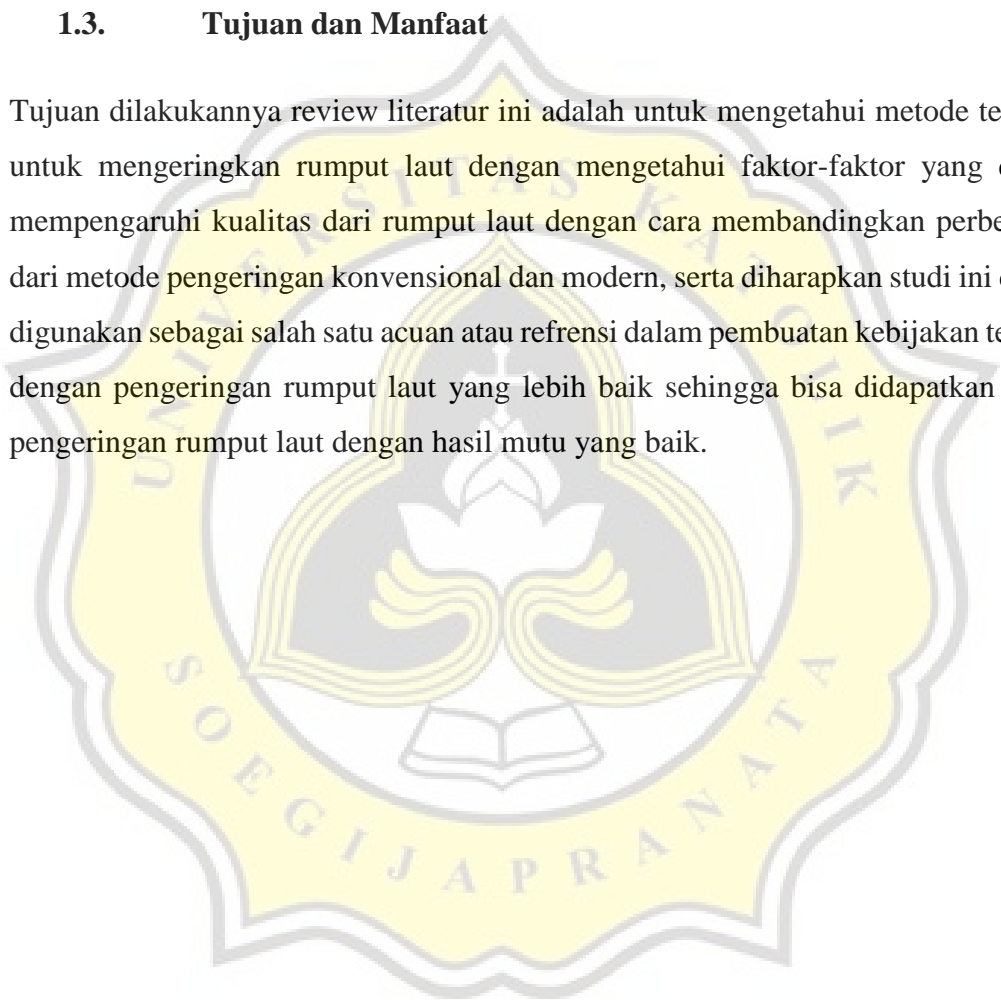 1.3. Tujuan dan Manfaat
Tujuan dilakukannya review literatur ini adalah untuk mengetahui metode
untuk mengeringkan rumput laut dengan mengetahui faktor-faktor yang
mempengaruhi kualitas dari rumput laut dengan cara membandingkan
dari metode pengeringan konvensional dan modern, serta diharapkan studi ini
digunakan sebagai salah satu acuan atau refrensi dalam pembuatan kebijakan
dengan pengeringan rumput laut yang lebih baik sehingga bisa didapatkan
pengeringan rumput laut dengan hasil mutu yang baik.
UNIVERSITAS KATOLIK
SOEGIJAPRANATA